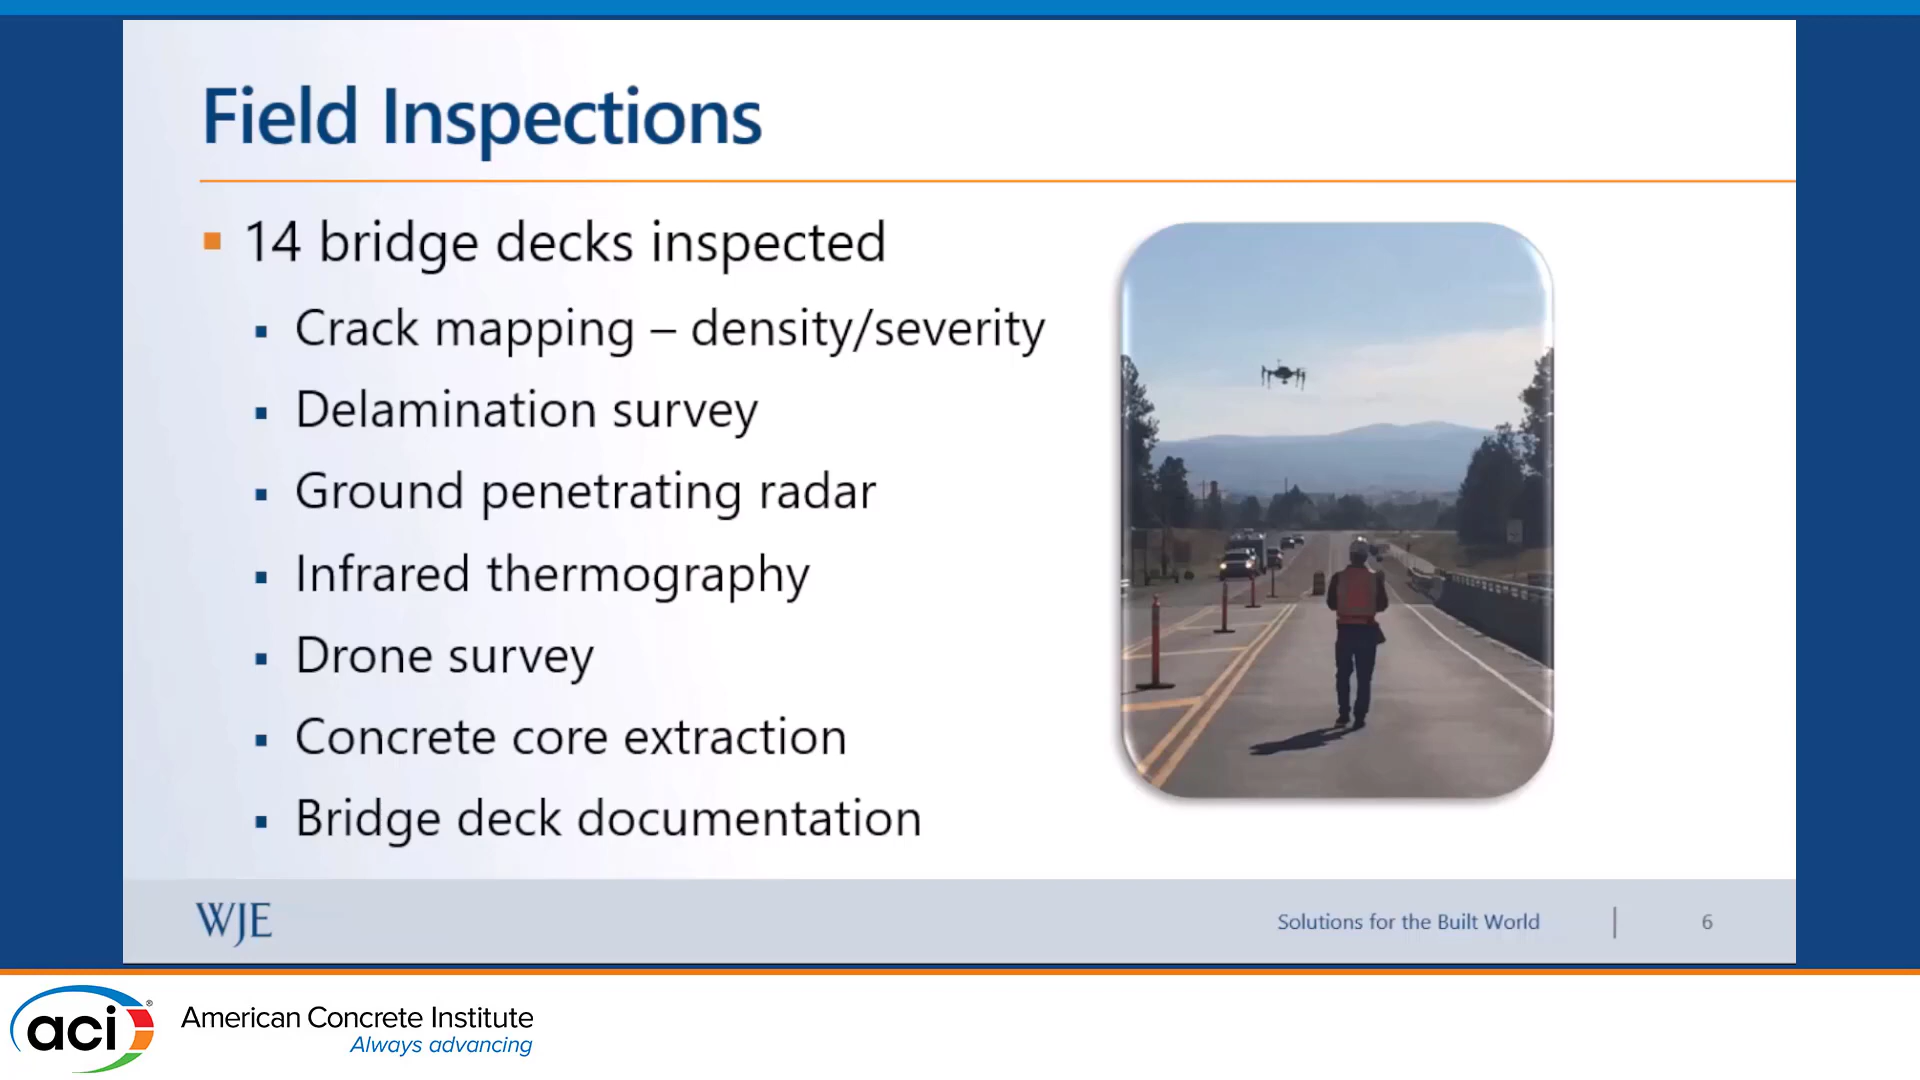 Field Inspections
14 bridge decks inspected
Crack mapping – density/severity
Delamination survey
Ground penetrating radar
Infrared thermography
Drone survey
Concrete core extraction
Bridge deck documentation
WJE
Solutions for the Built World | 6
aci®
American Concrete Institute
Always advancing